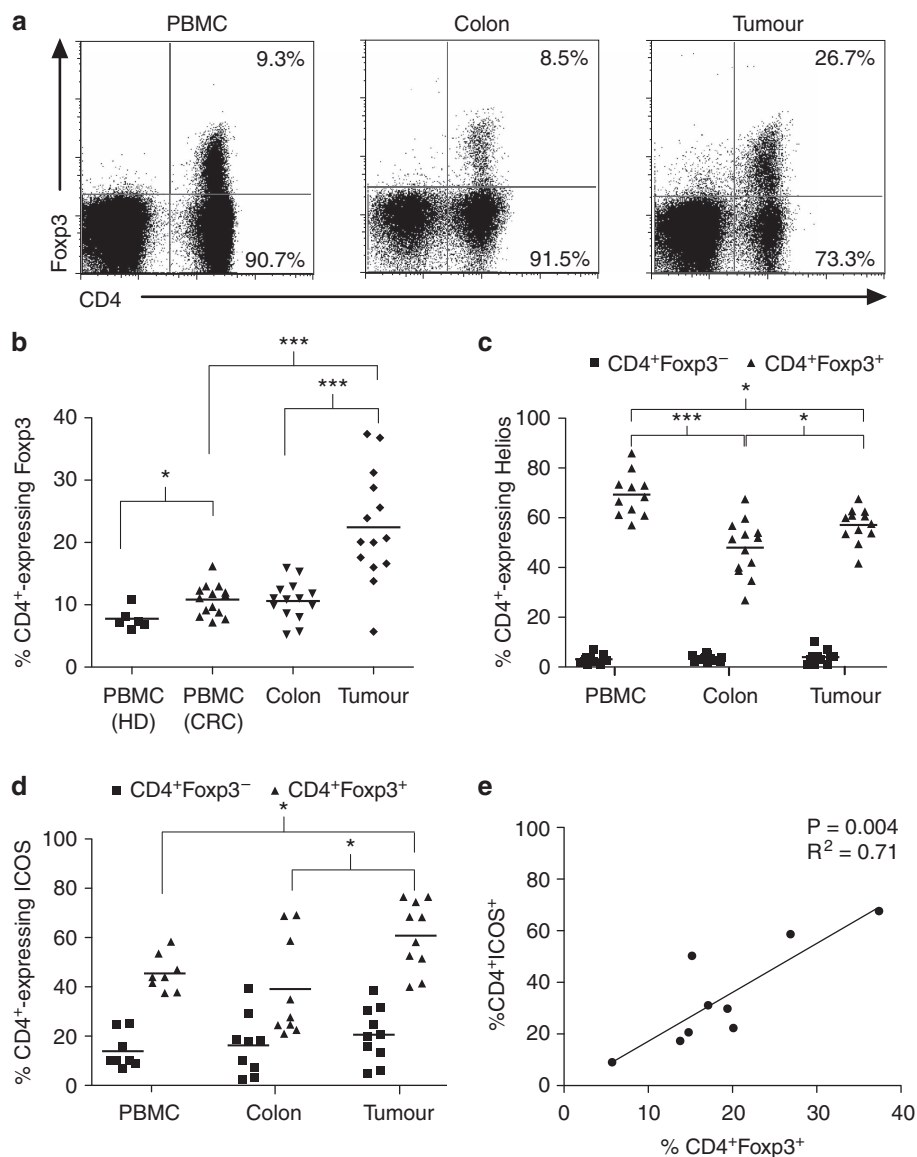 a
PBMC
Colon
Tumour
Foxp3
9.3%
90.7%
8.5%
91.5%
26.7%
73.3%
CD4
b
% CD4⁺-expressing Foxp3
40
30
20
10
0
*
***
***
PBMC
(HD)
PBMC
(CRC)
Colon
Tumour
c
CD4⁺Foxp3⁻
CD4⁺Foxp3⁺
% CD4⁺-expressing Helios
100
80
60
40
20
0
*
***
*
PBMC
Colon
Tumour
d
CD4⁺Foxp3⁻
CD4⁺Foxp3⁺
% CD4⁺-expressing ICOS
100
80
60
40
20
0
*
*
PBMC
Colon
Tumour
e
P = 0.004
R² = 0.71
%CD4⁺ICOS⁺
100
80
60
40
20
0
0
10
20
30
40
% CD4⁺Foxp3⁺